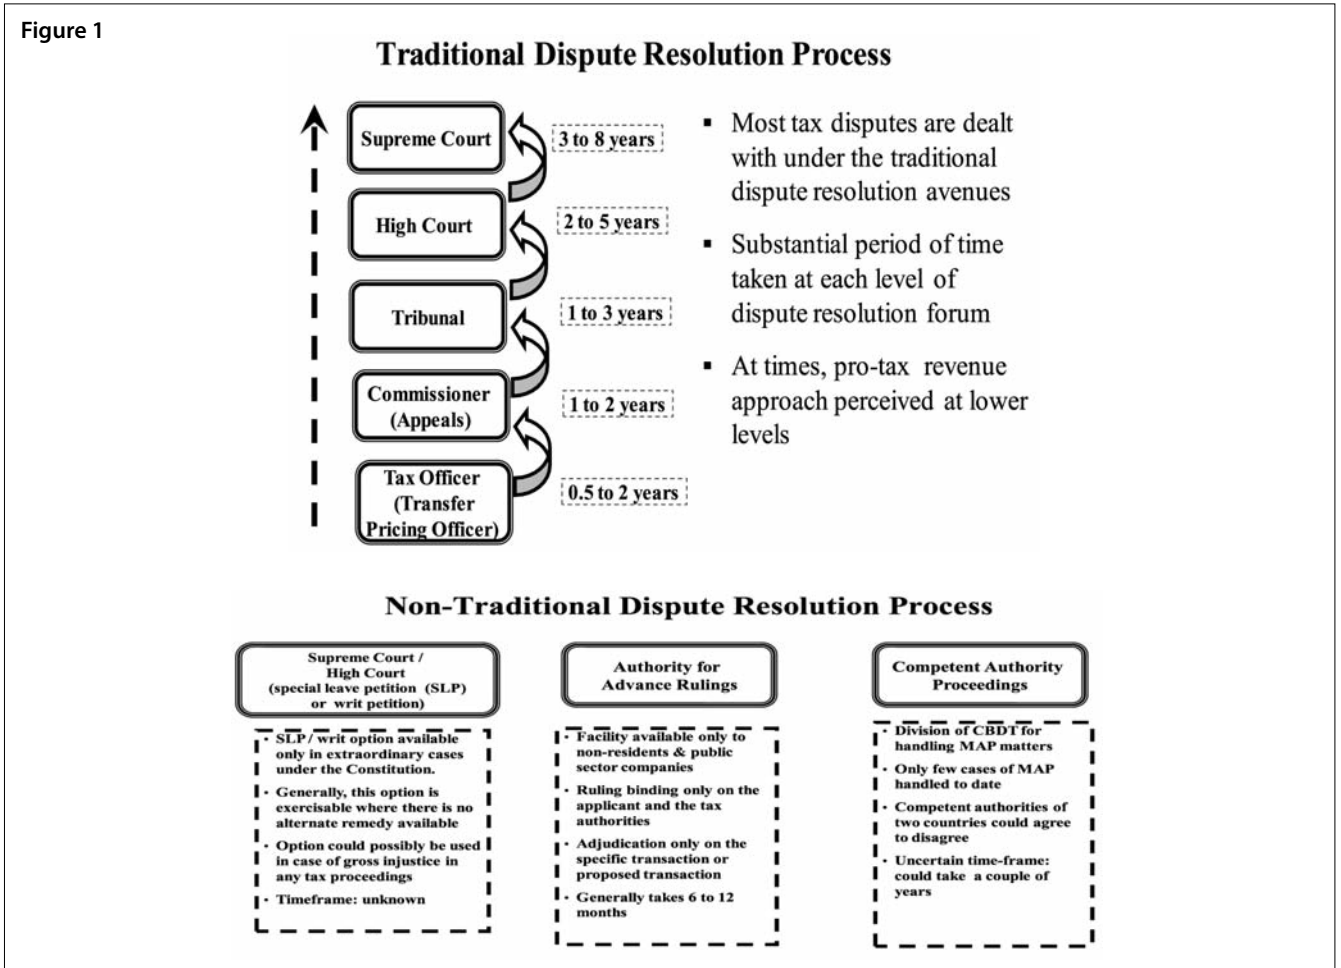 Figure 1
Traditional Dispute Resolution Process
Supreme Court
3 to 8 years
High Court
2 to 5 years
Tribunal
1 to 3 years
Commissioner
(Appeals)
1 to 2 years
Tax Officer
(Transfer
Pricing Officer)
0.5 to 2 years
▪ Most tax disputes are dealt
with under the traditional
dispute resolution avenues
▪ Substantial period of time
taken at each level of
dispute resolution forum
▪ At times, pro-tax revenue
approach perceived at lower
levels
Non-Traditional Dispute Resolution Process
Supreme Court /
High Court
(special leave petition (SLP)
or writ petition)
• SLP / writ option available
only in extraordinary cases
under the Constitution.
• Generally, this option is
exercisable where there is no
alternate remedy available
• Option could possibly be used
in case of gross injustice in
any tax proceedings
• Timeframe: unknown
Authority for
Advance Rulings
• Facility available only to
non-residents & public
sector companies
• Ruling binding only on the
applicant and the tax
authorities
• Adjudication only on the
specific transaction or
proposed transaction
• Generally takes 6 to 12
months
Competent Authority
Proceedings
• Division of CBDT for
handling MAP matters
• Only few cases of MAP
handled to date
• Competent authorities of
two countries could agree
to disagree
• Uncertain time-frame:
could take a couple of
years